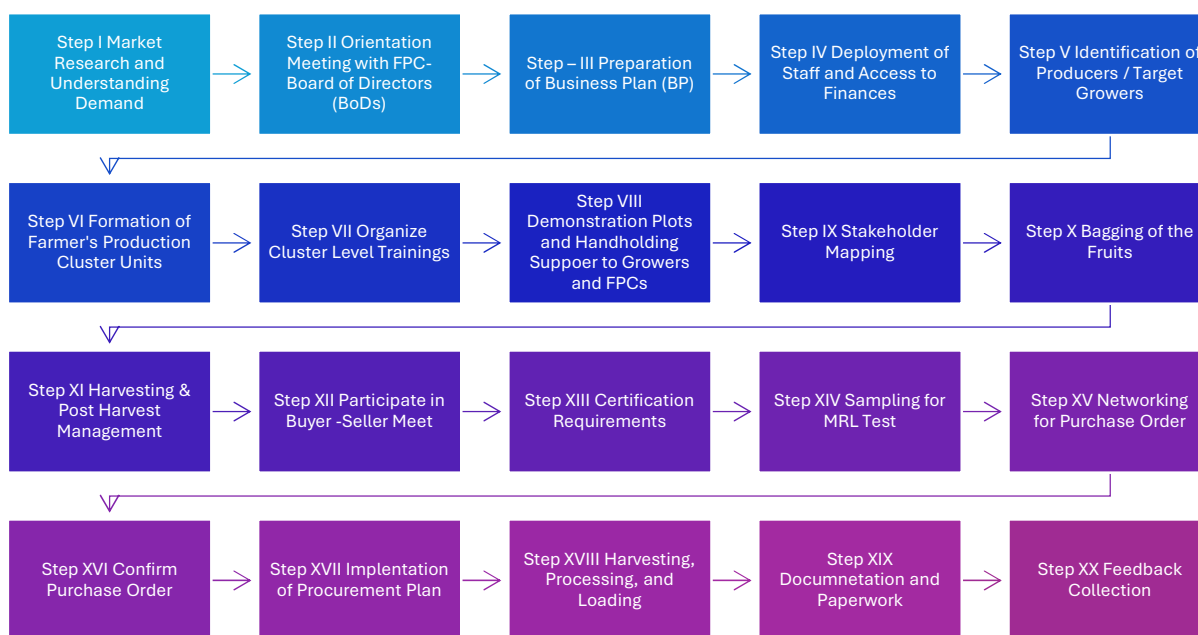 Step I Market
Research and
Understanding
Demand
Step II Orientation
Meeting with FPC-
Board of Directors
(BoDs)
Step – III Preparation
of Business Plan (BP)
Step IV Deployment of
Staff and Access to
Finances
Step V Identification of
Producers / Target
Growers
Step VI Formation of
Farmer's Production
Cluster Units
Step VII Organize
Cluster Level Trainings
Step VIII
Demonstration Plots
and Handholding
Suppoer to Growers
and FPCs
Step IX Stakeholder
Mapping
Step X Bagging of the
Fruits
Step XI Harvesting &
Post Harvest
Management
Step XII Participate in
Buyer -Seller Meet
Step XIII Certification
Requirements
Step XIV Sampling for
MRL Test
Step XV Networking
for Purchase Order
Step XVI Confirm
Purchase Order
Step XVII Implentation
of Procurement Plan
Step XVIII Harvesting,
Processing, and
Loading
Step XIX
Documnetation and
Paperwork
Step XX Feedback
Collection